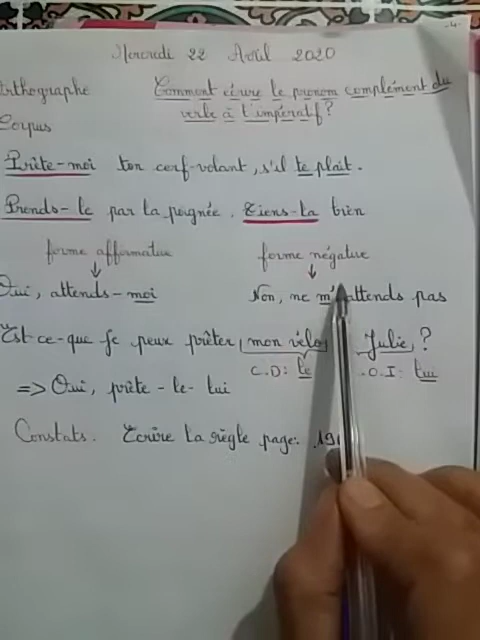 Mercredi 22 Avril 2020
orthographe Comment écrire le pronom complément du
verbe à l'impératif?
Corpus
Prête-moi ton cerf-volant, s'il te plait.
Prends-le par la poignée. Tiens-la bien
forme affirmative forme négative
Oui, attends-moi Non, ne m'attends pas
Est ce-que je peux prêter mon vélo Julie ?
C.D: le .O.I: lui
=> Oui, prête-le-lui
Constats. Ecrire la règle page: